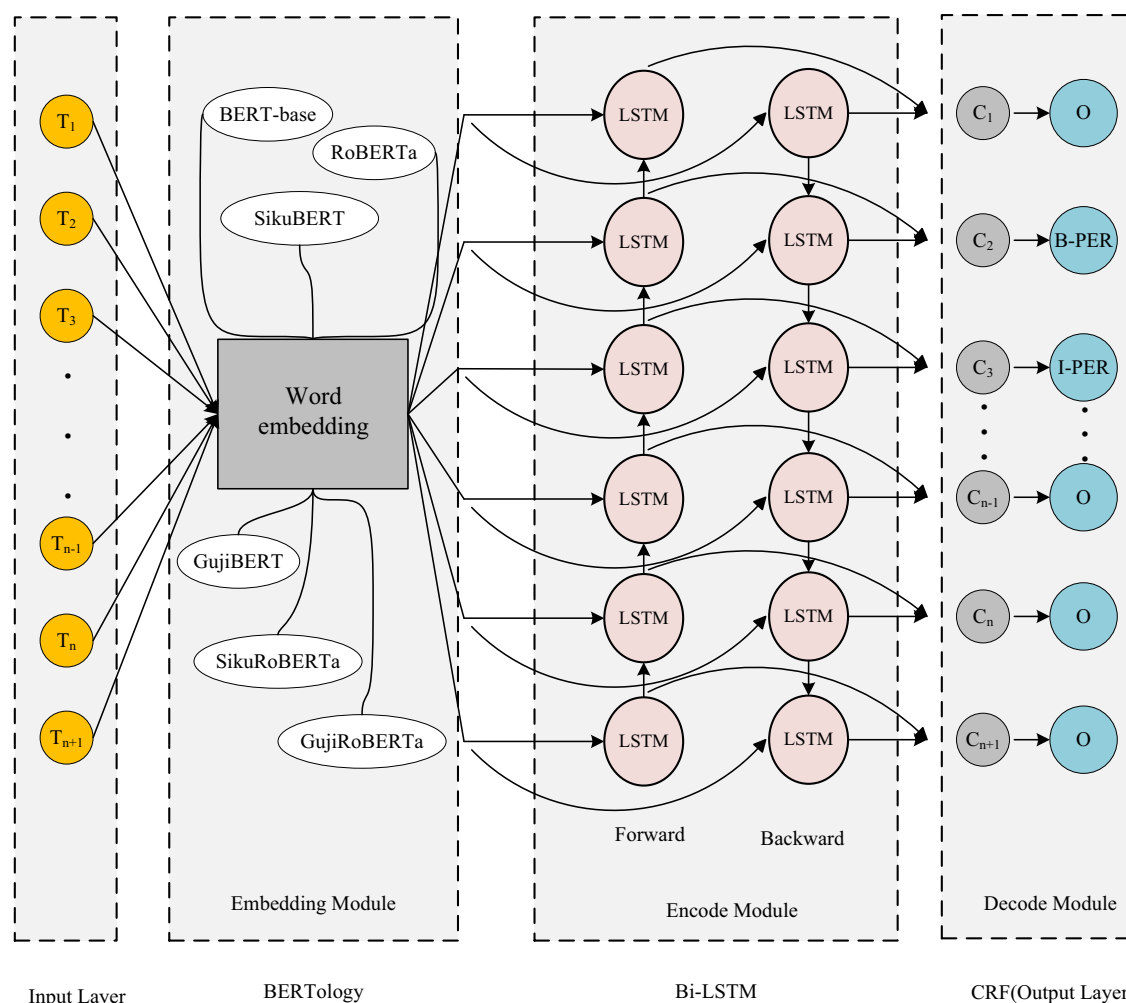 T1
T2
T3
Tn-1
Tn
Tn+1
Input Layer
BERT-base
RoBERTa
SikuBERT
Word
embedding
GujiBERT
SikuRoBERTa
GujiRoBERTa
Embedding Module
BERTology
LSTM LSTM
LSTM LSTM
LSTM LSTM
LSTM LSTM
LSTM LSTM
LSTM LSTM
Forward Backward
Encode Module
Bi-LSTM
C1 O
C2 B-PER
C3 I-PER
Cn-1 O
Cn O
Cn+1 O
Decode Module
CRF(Output Layer